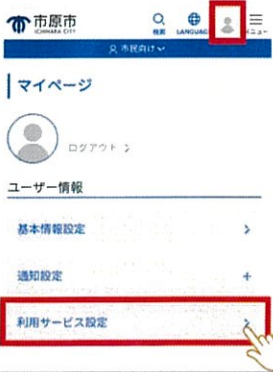 市原市
ICHIHARA CITY
検索
LANGUAGE
メニュー
市民向け
マイページ
ログアウト
ユーザー情報
基本情報設定
通知設定
+
利用サービス設定